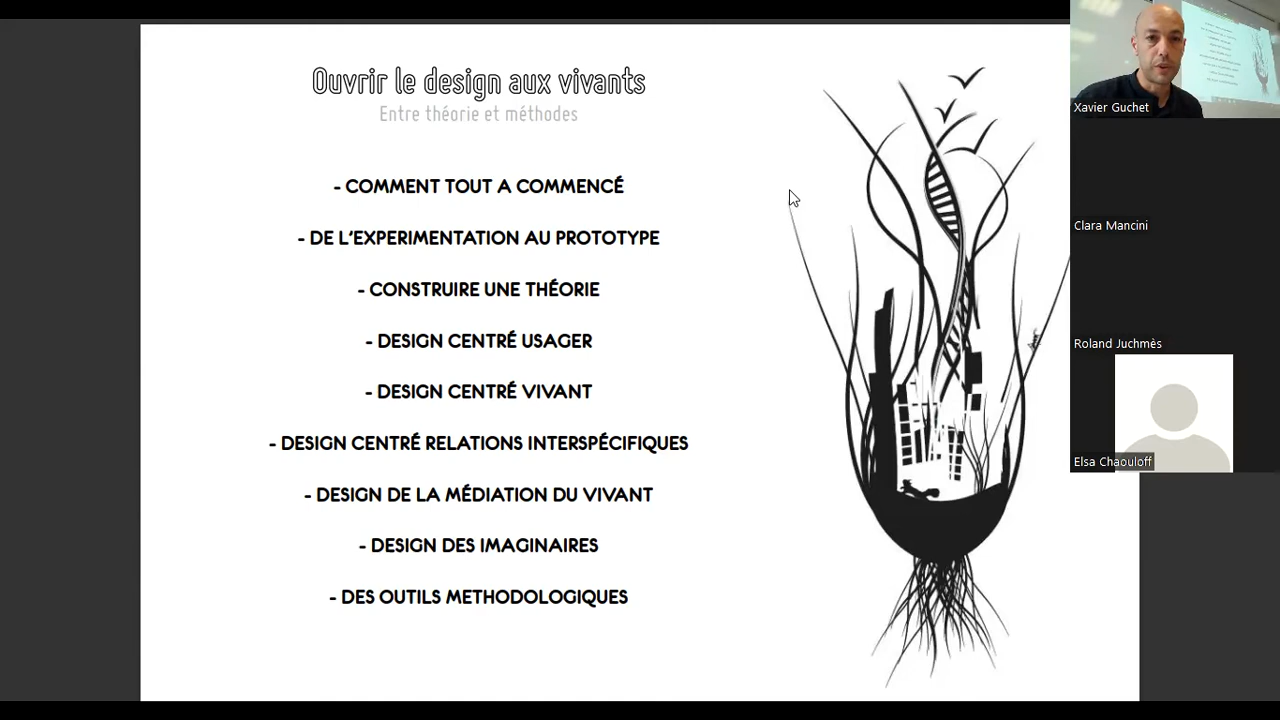 Ouvrir le design aux vivants
Entre théorie et méthodes
- COMMENT TOUT A COMMENCÉ
- DE L'EXPERIMENTATION AU PROTOTYPE
- CONSTRUIRE UNE THÉORIE
- DESIGN CENTRÉ USAGER
- DESIGN CENTRÉ VIVANT
- DESIGN CENTRÉ RELATIONS INTERSPÉCIFIQUES
- DESIGN DE LA MÉDIATION DU VIVANT
- DESIGN DES IMAGINAIRES
- DES OUTILS METHODOLOGIQUES
Xavier Guchet
Clara Mancini
Roland Juchmès
Elsa Chaouloff